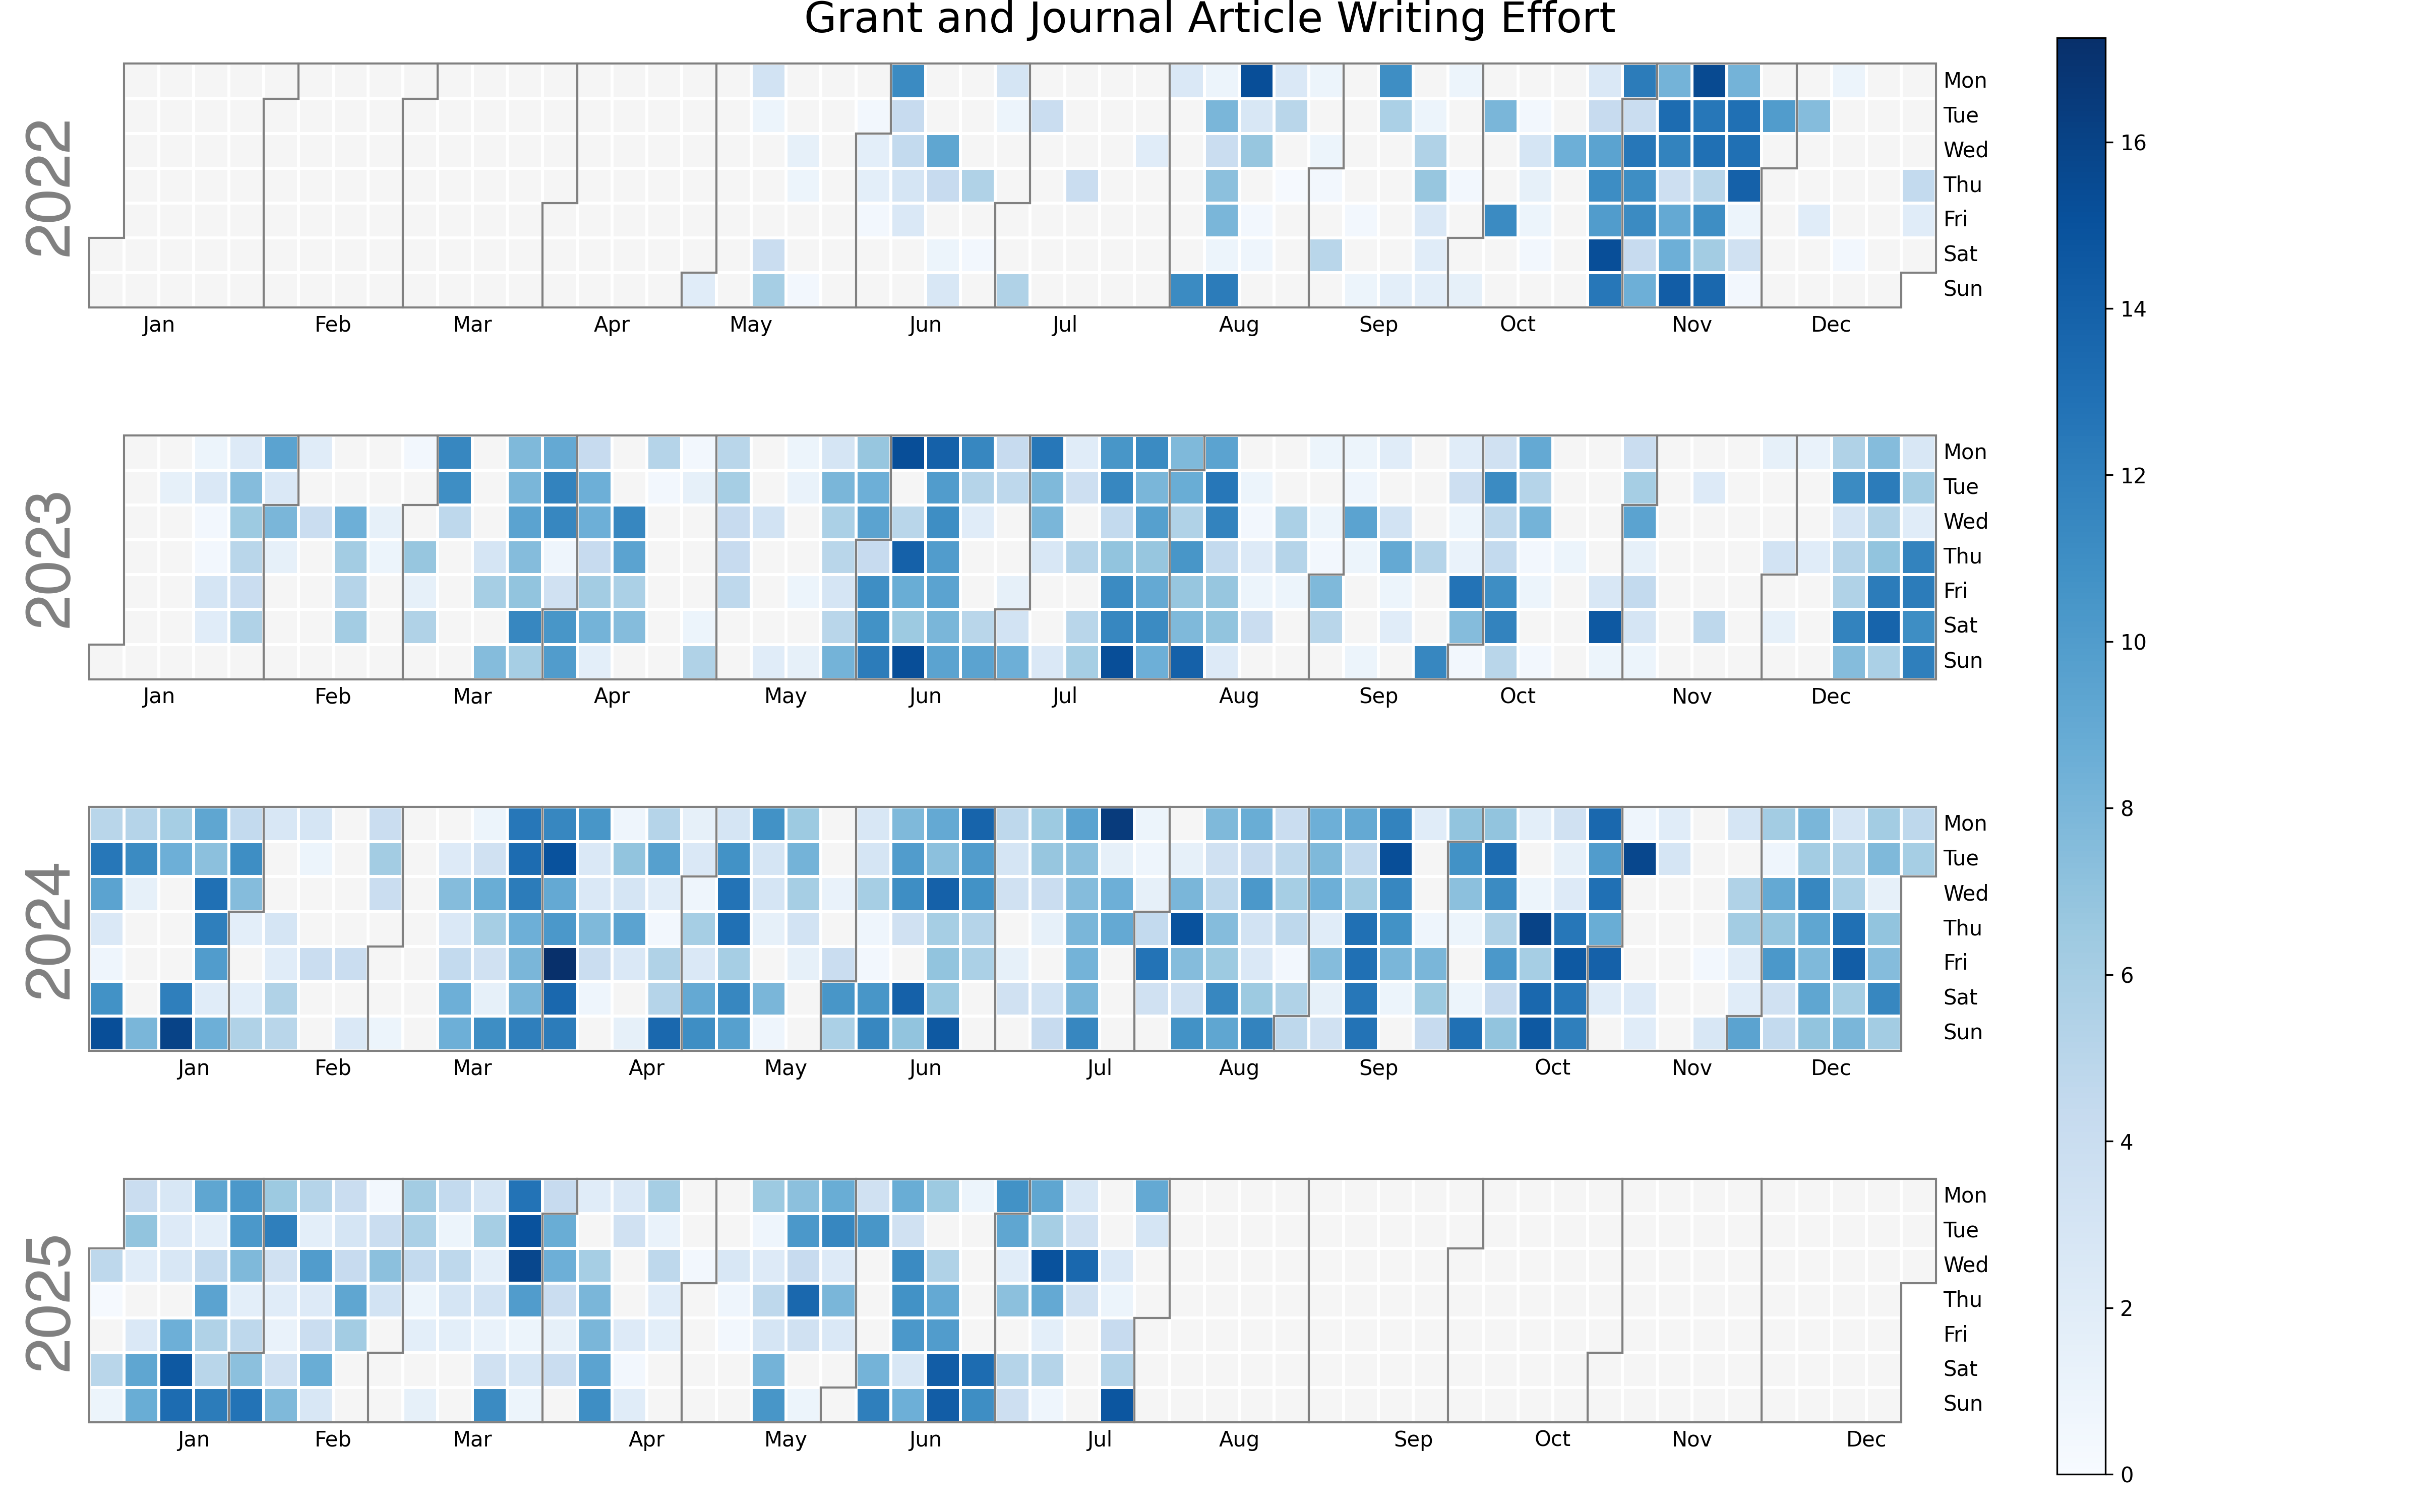 Grant and Journal Article Writing Effort
2022
Mon
Tue
Wed
Thu
Fri
Sat
Sun
Jan Feb Mar Apr May Jun Jul Aug Sep Oct Nov Dec
2023
Mon
Tue
Wed
Thu
Fri
Sat
Sun
Jan Feb Mar Apr May Jun Jul Aug Sep Oct Nov Dec
2024
Mon
Tue
Wed
Thu
Fri
Sat
Sun
Jan Feb Mar Apr May Jun Jul Aug Sep Oct Nov Dec
2025
Mon
Tue
Wed
Thu
Fri
Sat
Sun
Jan Feb Mar Apr May Jun Jul Aug Sep Oct Nov Dec
16
14
12
10
8
6
4
2
0